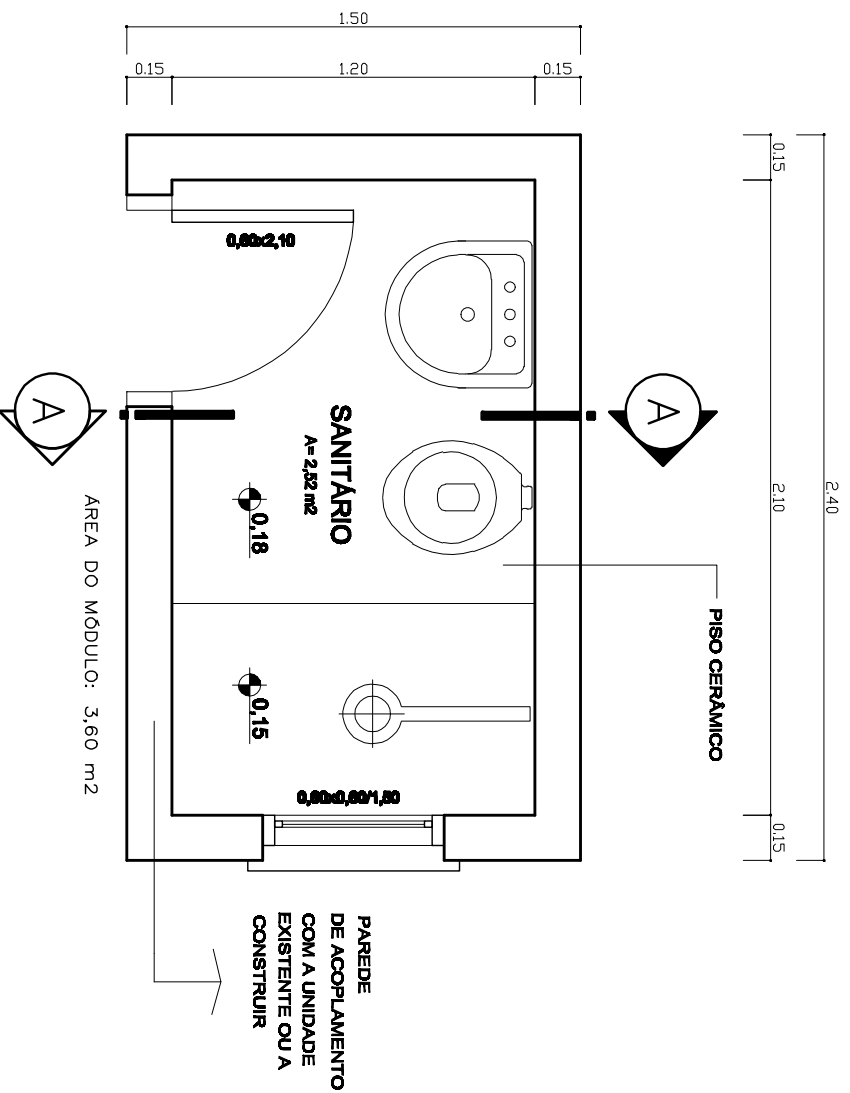 1.50
0.15
1.20
0.15
0.15
2.10
0.15
2.40
0,60x2,10
A
A
SANITÁRIO
A= 2,52 m2
0,18
0,15
PISO CERÂMICO
0,60x0,60/1,50
ÁREA DO MÓDULO: 3,60 m2
PAREDE
DE ACOPLAMENTO
COM A UNIDADE
EXISTENTE OU A
CONSTRUIR